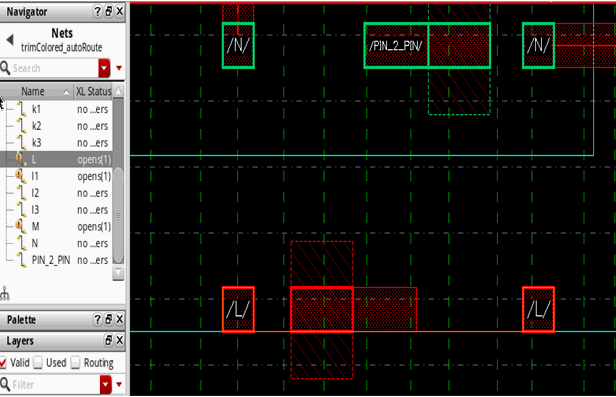 Navigator
Nets
trimColored_autoRoute
Search
Name XL Status
k1 no ...ers
k2 no ...ers
k3 no ...ers
L opens(1)
l1 opens(1)
l2 no ...ers
l3 no ...ers
M opens(1)
N no ...ers
PIN_2_PIN no ...ers
Palette
Layers
Valid Used Routing
Filter
/N/ /PIN_2_PIN/ /N/
/L/ /L/